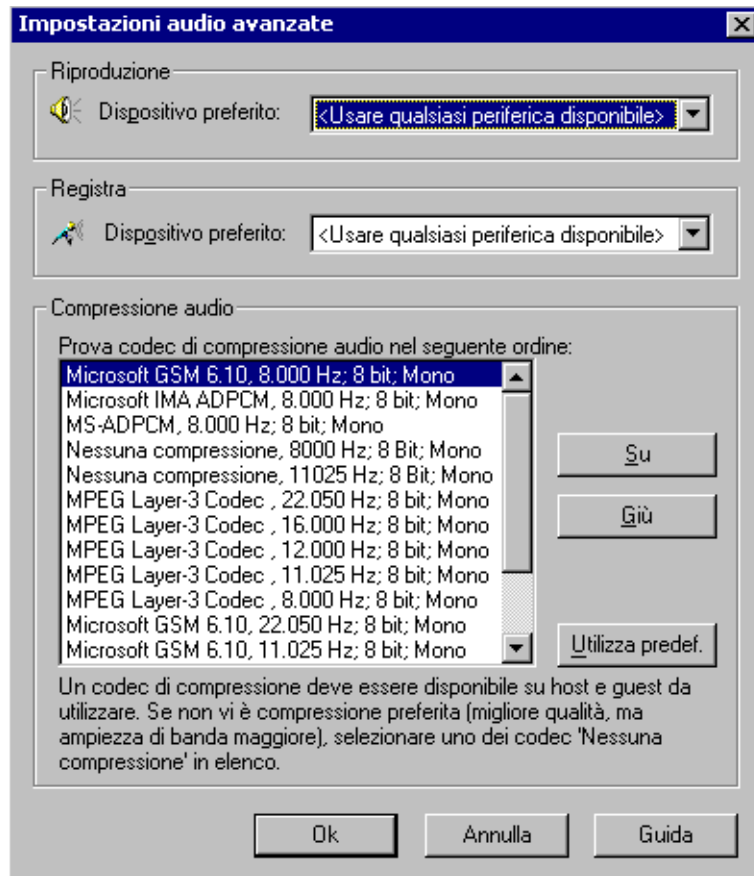 Impostazioni audio avanzate
Riproduzione
Dispositivo preferito: <Usare qualsiasi periferica disponibile>
Registra
Dispositivo preferito: <Usare qualsiasi periferica disponibile>
Compressione audio
Prova codec di compressione audio nel seguente ordine:
Microsoft GSM 6.10, 8.000 Hz; 8 bit; Mono
Microsoft IMA ADPCM, 8.000 Hz; 8 bit; Mono
MS-ADPCM, 8.000 Hz; 8 bit; Mono
Nessuna compressione, 8000 Hz; 8 Bit; Mono
Nessuna compressione, 11025 Hz; 8 Bit; Mono
MPEG Layer-3 Codec , 22.050 Hz; 8 bit; Mono
MPEG Layer-3 Codec , 16.000 Hz; 8 bit; Mono
MPEG Layer-3 Codec , 12.000 Hz; 8 bit; Mono
MPEG Layer-3 Codec , 11.025 Hz; 8 bit; Mono
MPEG Layer-3 Codec , 8.000 Hz; 8 bit; Mono
Microsoft GSM 6.10, 22.050 Hz; 8 bit; Mono
Microsoft GSM 6.10, 11.025 Hz; 8 bit; Mono
Su
Giù
Utilizza predef.
Un codec di compressione deve essere disponibile su host e guest da
utilizzare. Se non vi è compressione preferita (migliore qualità, ma
ampiezza di banda maggiore), selezionare uno dei codec 'Nessuna
compressione' in elenco.
Ok
Annulla
Guida